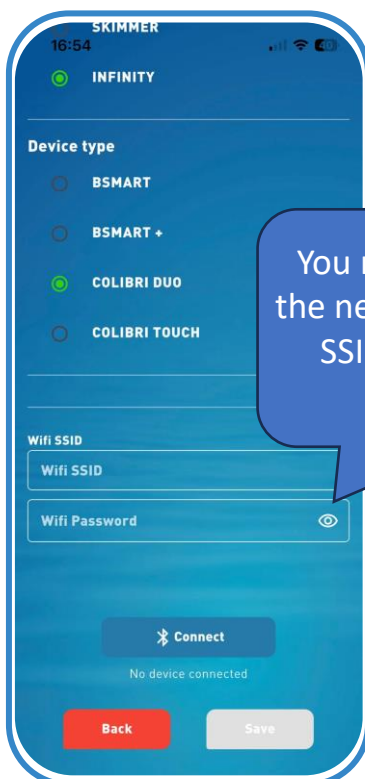 SKIMMER
16:54
40
INFINITY
Device type
BSMART
BSMART +
COLIBRI DUO
COLIBRI TOUCH
You
the
SSI
Wifi SSID
Wifi SSID
Wifi Password
Connect
No device connected
Back
Save